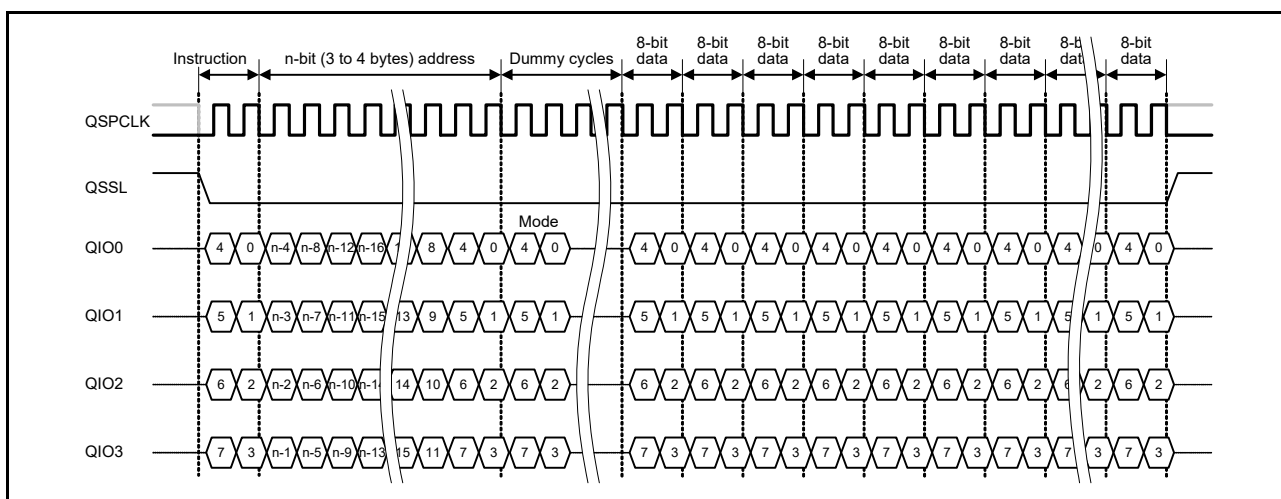 8-bit 8-bit 8-bit 8-bit 8-bit 8-bit 8-bit 8-bit
Instruction n-bit (3 to 4 bytes) address Dummy cycles data data data data data data data data
QSPCLK
QSSL
Mode
QIO0 4 0 n-4 n-8 n-12 n-16 8 4 0 4 0 4 0 4 0 4 0 4 0 4 0 4 0 4 0 4 0 4 0
QIO1 5 1 n-3 n-7 n-11 n-15 13 9 5 1 5 1 5 1 5 1 5 1 5 1 5 1 5 1 5 1 5 1 5 1
QIO2 6 2 n-2 n-6 n-10 n-14 14 10 6 2 6 2 6 2 6 2 6 2 6 2 6 2 6 2 6 2 6 2 6 2
QIO3 7 3 n-1 n-5 n-9 n-13 15 11 7 3 7 3 7 3 7 3 7 3 7 3 7 3 7 3 7 3 7 3 7 3